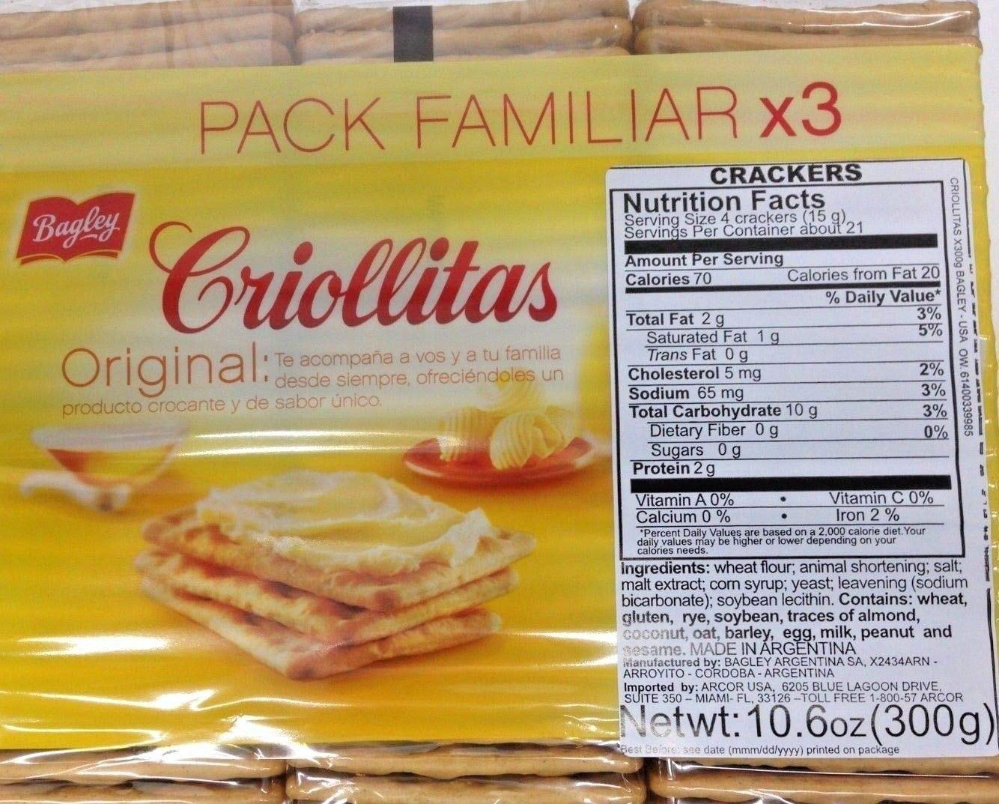 PACK FAMILIAR x3
Bagley
Criollitas
Original: Te acompaña a vos y a tu familia
desde siempre, ofreciéndoles un
producto crocante y de sabor único.
CRACKERS
Nutrition Facts
Serving Size 4 crackers (15 g)
Servings Per Container about 21
Amount Per Serving
Calories 70 Calories from Fat 20
% Daily Value*
Total Fat 2 g 3%
Saturated Fat 1 g 5%
Trans Fat 0 g
Cholesterol 5 mg 2%
Sodium 65 mg 3%
Total Carbohydrate 10 g 3%
Dietary Fiber 0 g 0%
Sugars 0 g
Protein 2 g
Vitamin A 0% • Vitamin C 0%
Calcium 0 % • Iron 2 %
*Percent Daily Values are based on a 2,000 calorie diet.Your
daily values may be higher or lower depending on your
calories needs.
Ingredients: wheat flour; animal shortening; salt;
malt extract; corn syrup; yeast; leavening (sodium
bicarbonate); soybean lecithin. Contains: wheat,
gluten, rye, soybean, traces of almond,
coconut, oat, barley, egg, milk, peanut and
sesame. MADE IN ARGENTINA
Manufactured by: BAGLEY ARGENTINA SA, X2434ARN -
ARROYITO - CORDOBA - ARGENTINA
Imported by: ARCOR USA, 6205 BLUE LAGOON DRIVE,
SUITE 350 – MIAMI- FL, 33126 –TOLL FREE 1-800-57 ARCOR
Netwt:10.6oz(300g)
Best Before: see date (mmm/dd/yyyy) printed on package
CRIOLLITAS X300g BAGLEY - USA OW. 61400339985